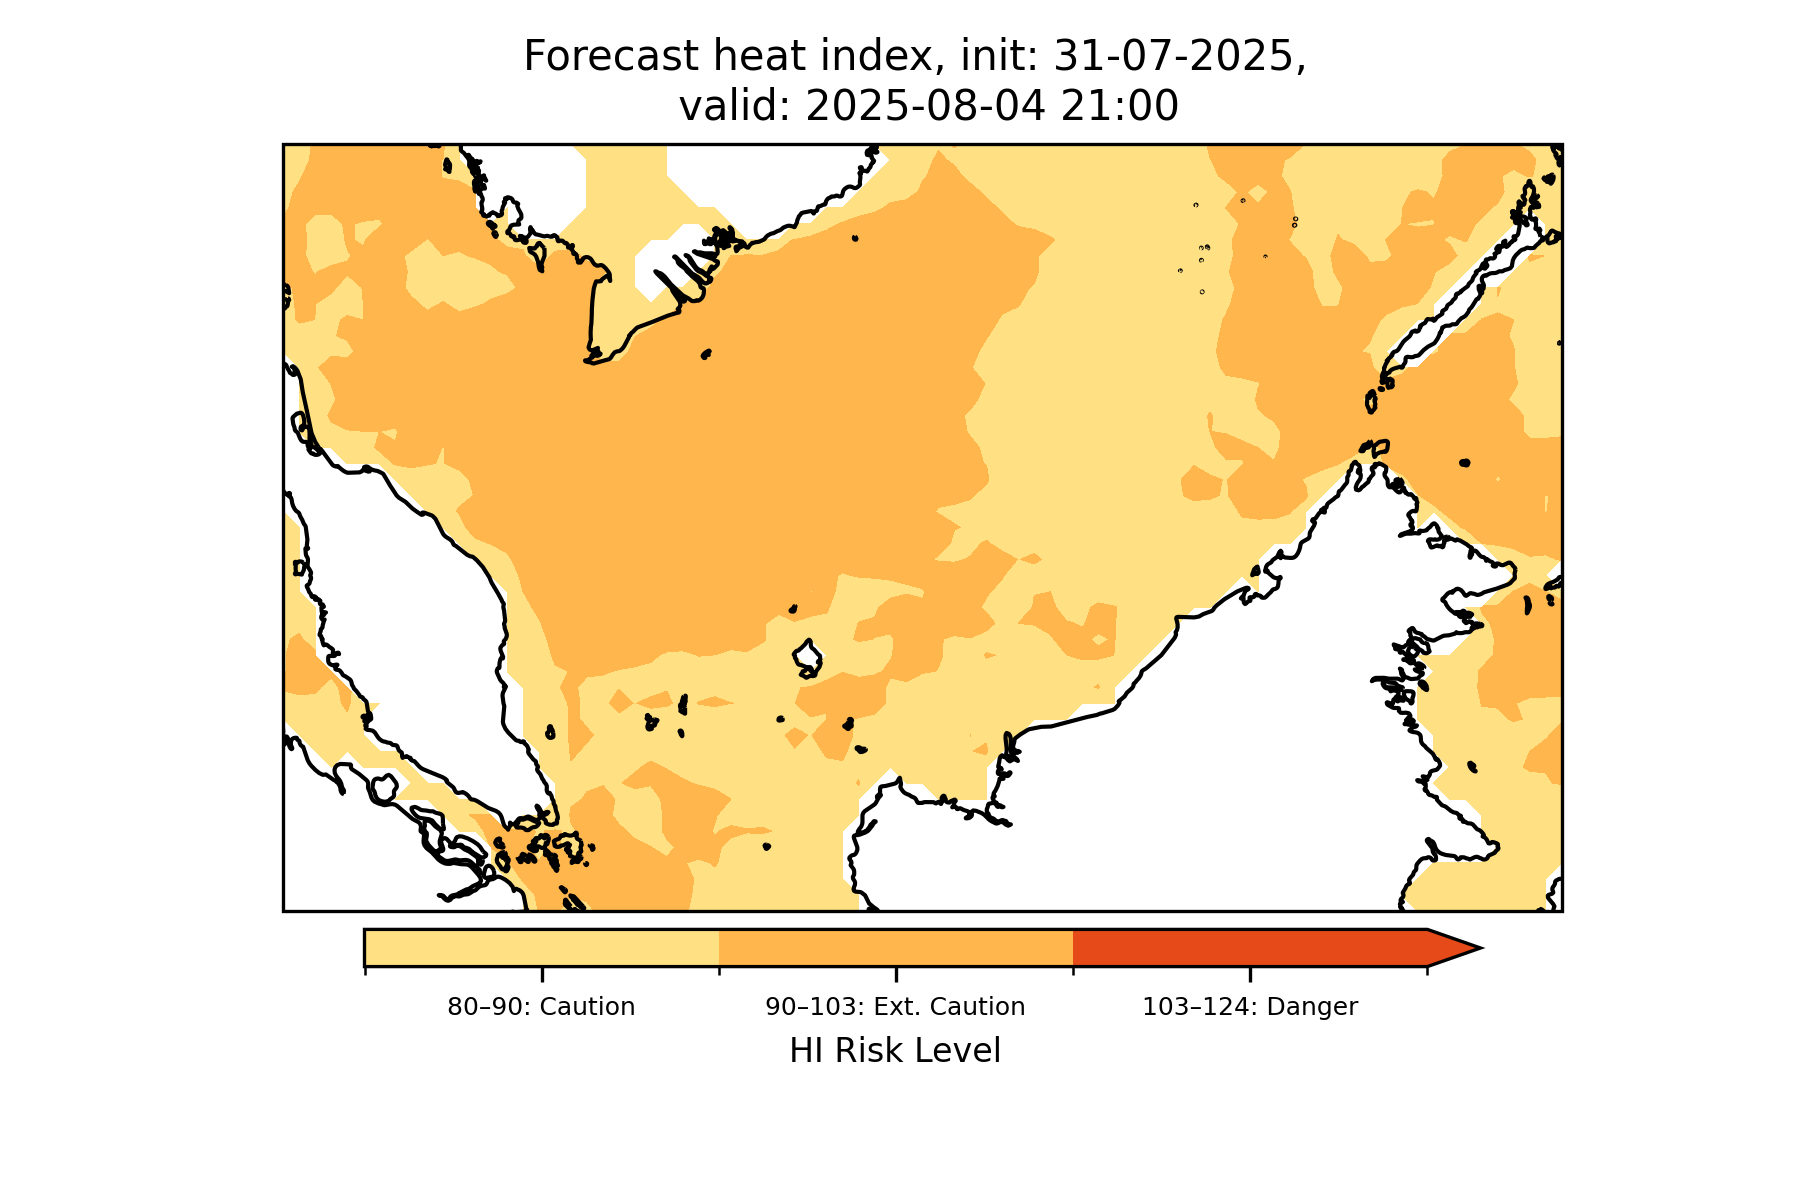 Forecast heat index, init: 31-07-2025,
valid: 2025-08-04 21:00
80–90: Caution
90–103: Ext. Caution
103–124: Danger
HI Risk Level